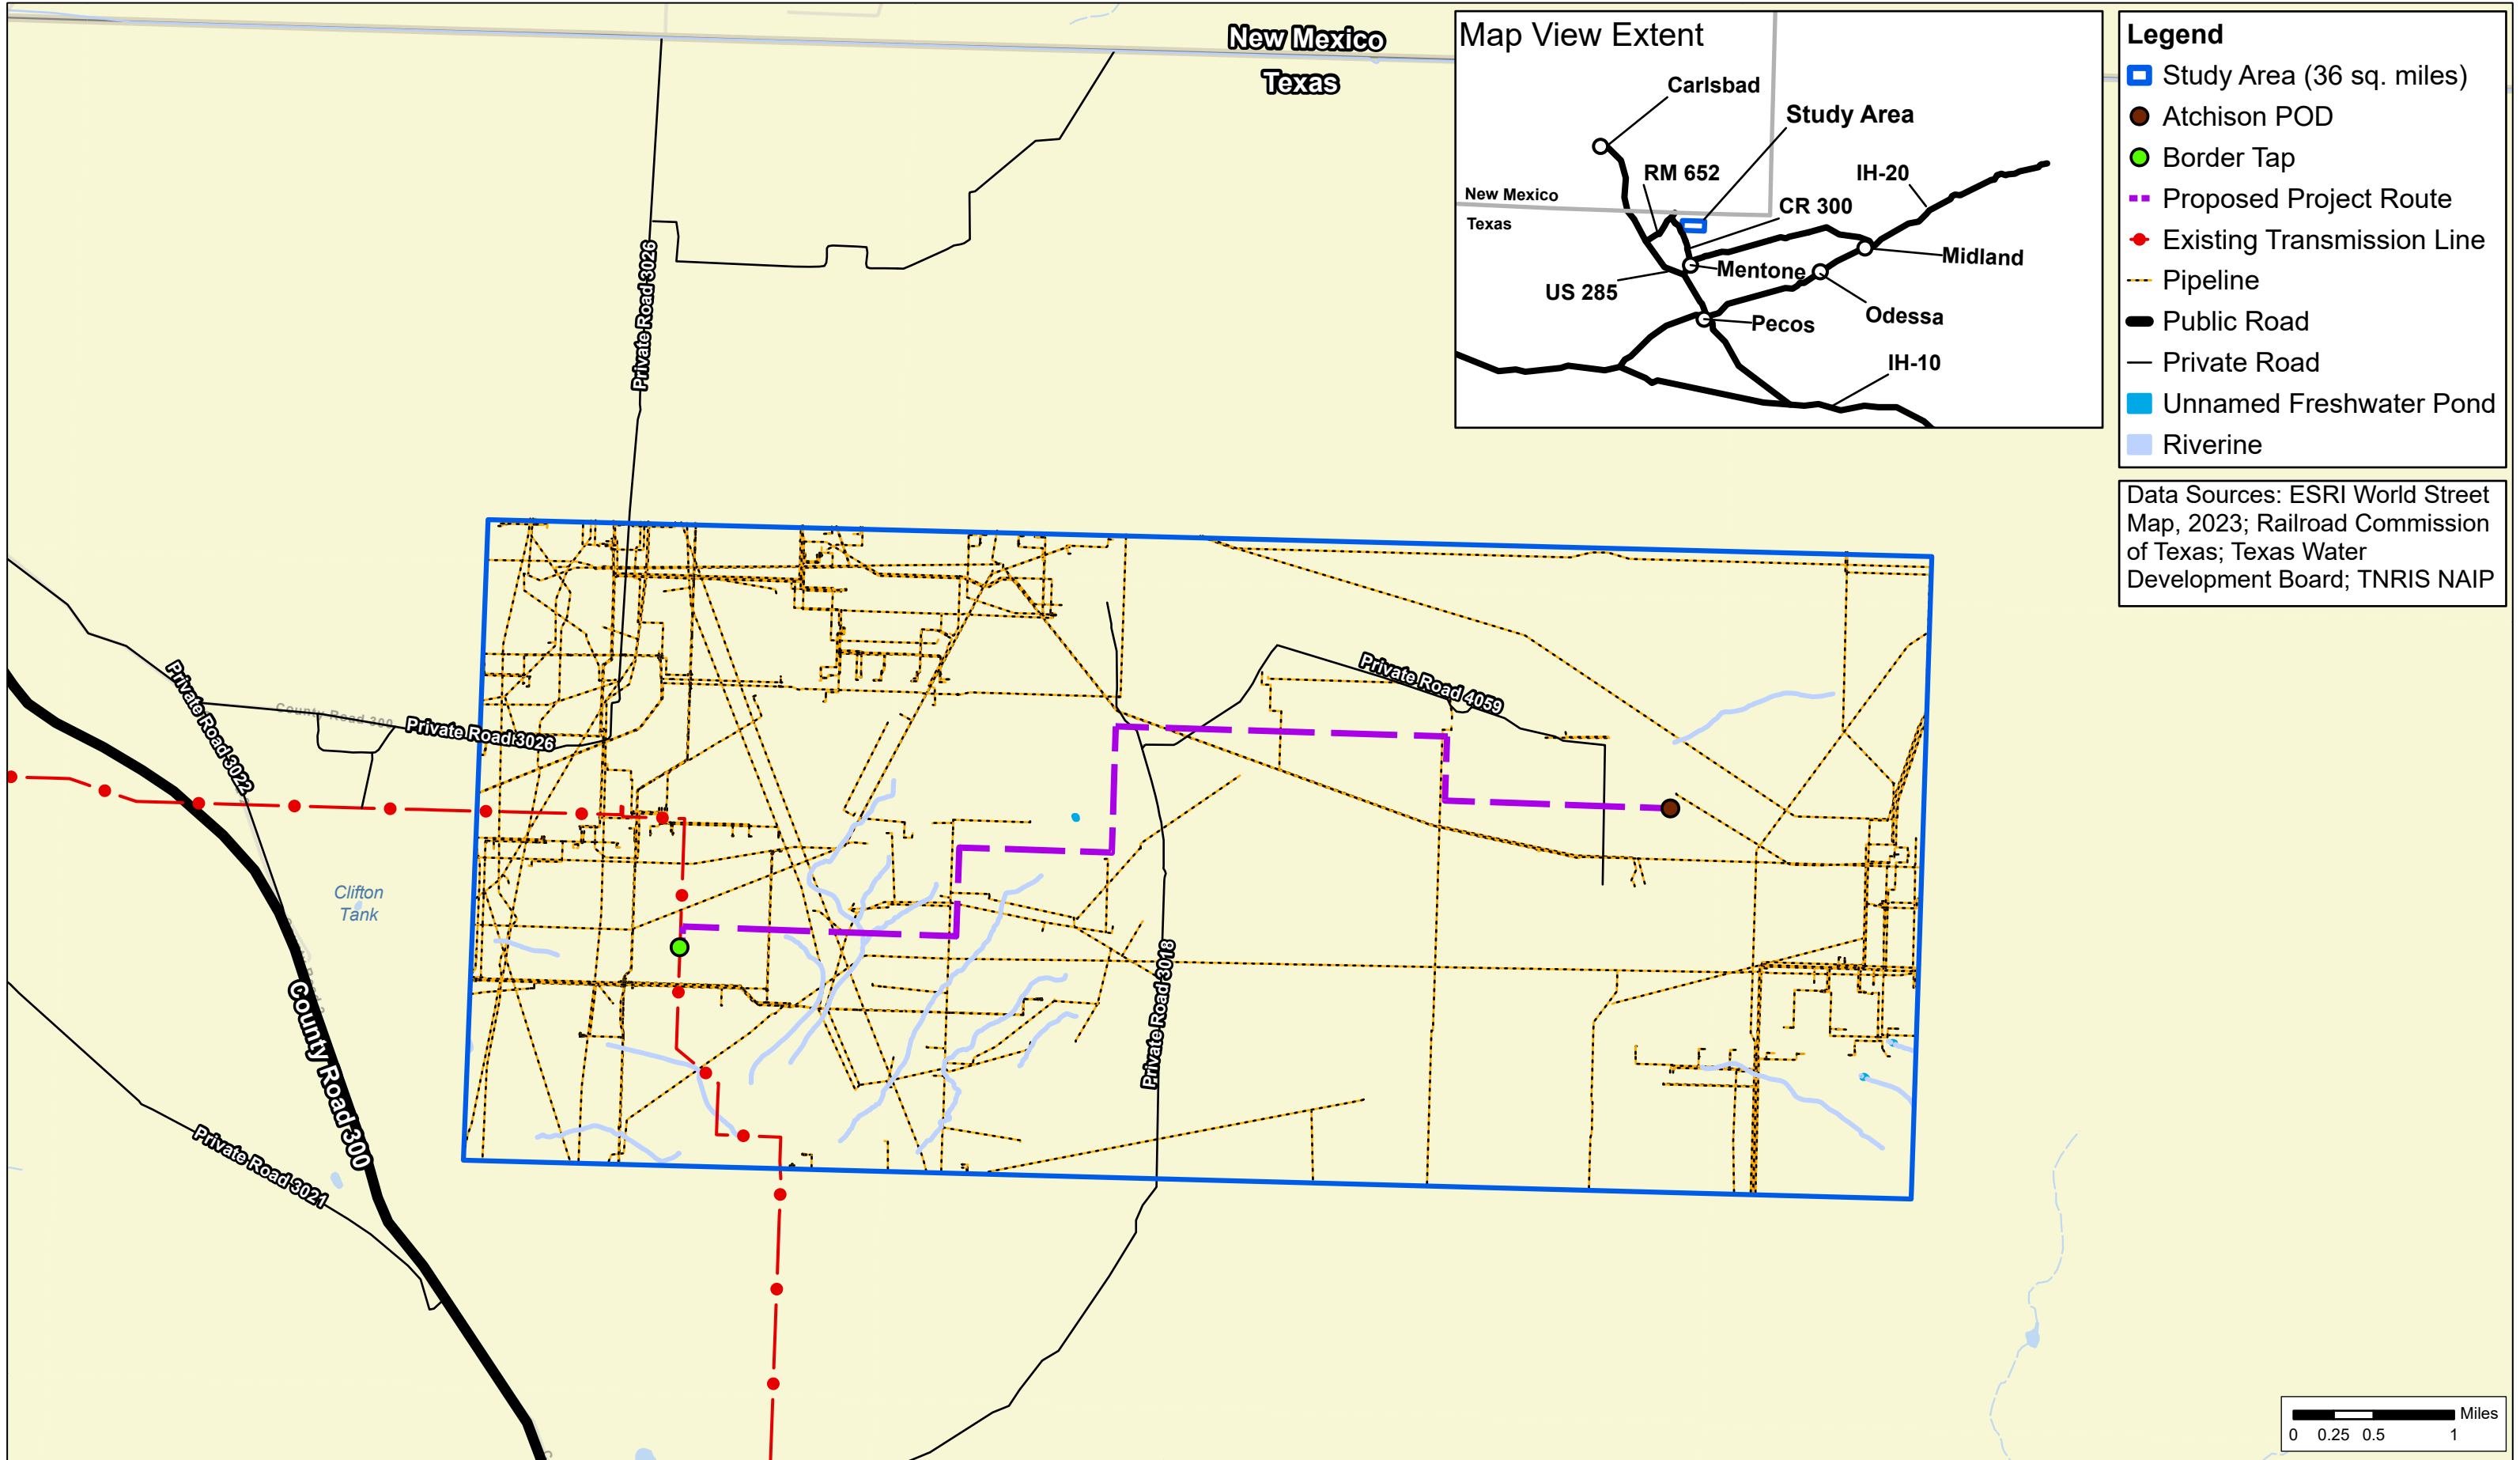 New Mexico
Texas
Map View Extent
Carlsbad
Study Area
RM 652
IH-20
New Mexico
CR 300
Texas
Midland
Mentone
US 285
Odessa
Pecos
IH-10
Legend
Study Area (36 sq. miles)
Atchison POD
Border Tap
Proposed Project Route
Existing Transmission Line
Pipeline
Public Road
Private Road
Unnamed Freshwater Pond
Riverine
Data Sources: ESRI World Street
Map, 2023; Railroad Commission
of Texas; Texas Water
Development Board; TNRIS NAIP
Private Road 3026
Private Road 4059
Private Road 3022
County Road 300
Private Road 3026
Clifton
Tank
County Road 300
Private Road 3018
Private Road 3021
Miles
0 0.25 0.5 1